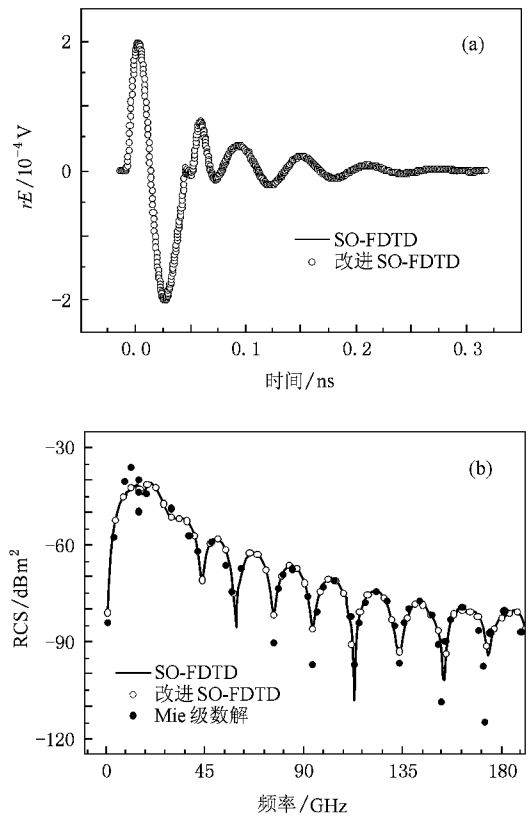 (a)
2
0
−2
rE/10⁻⁴ V
SO-FDTD
改进 SO-FDTD
0.0 0.1 0.2 0.3
时间/ns
(b)
−30
−60
−90
−120
RCS/dBm²
SO-FDTD
改进 SO-FDTD
Mie 级数解
0 45 90 135 180
频率/GHz